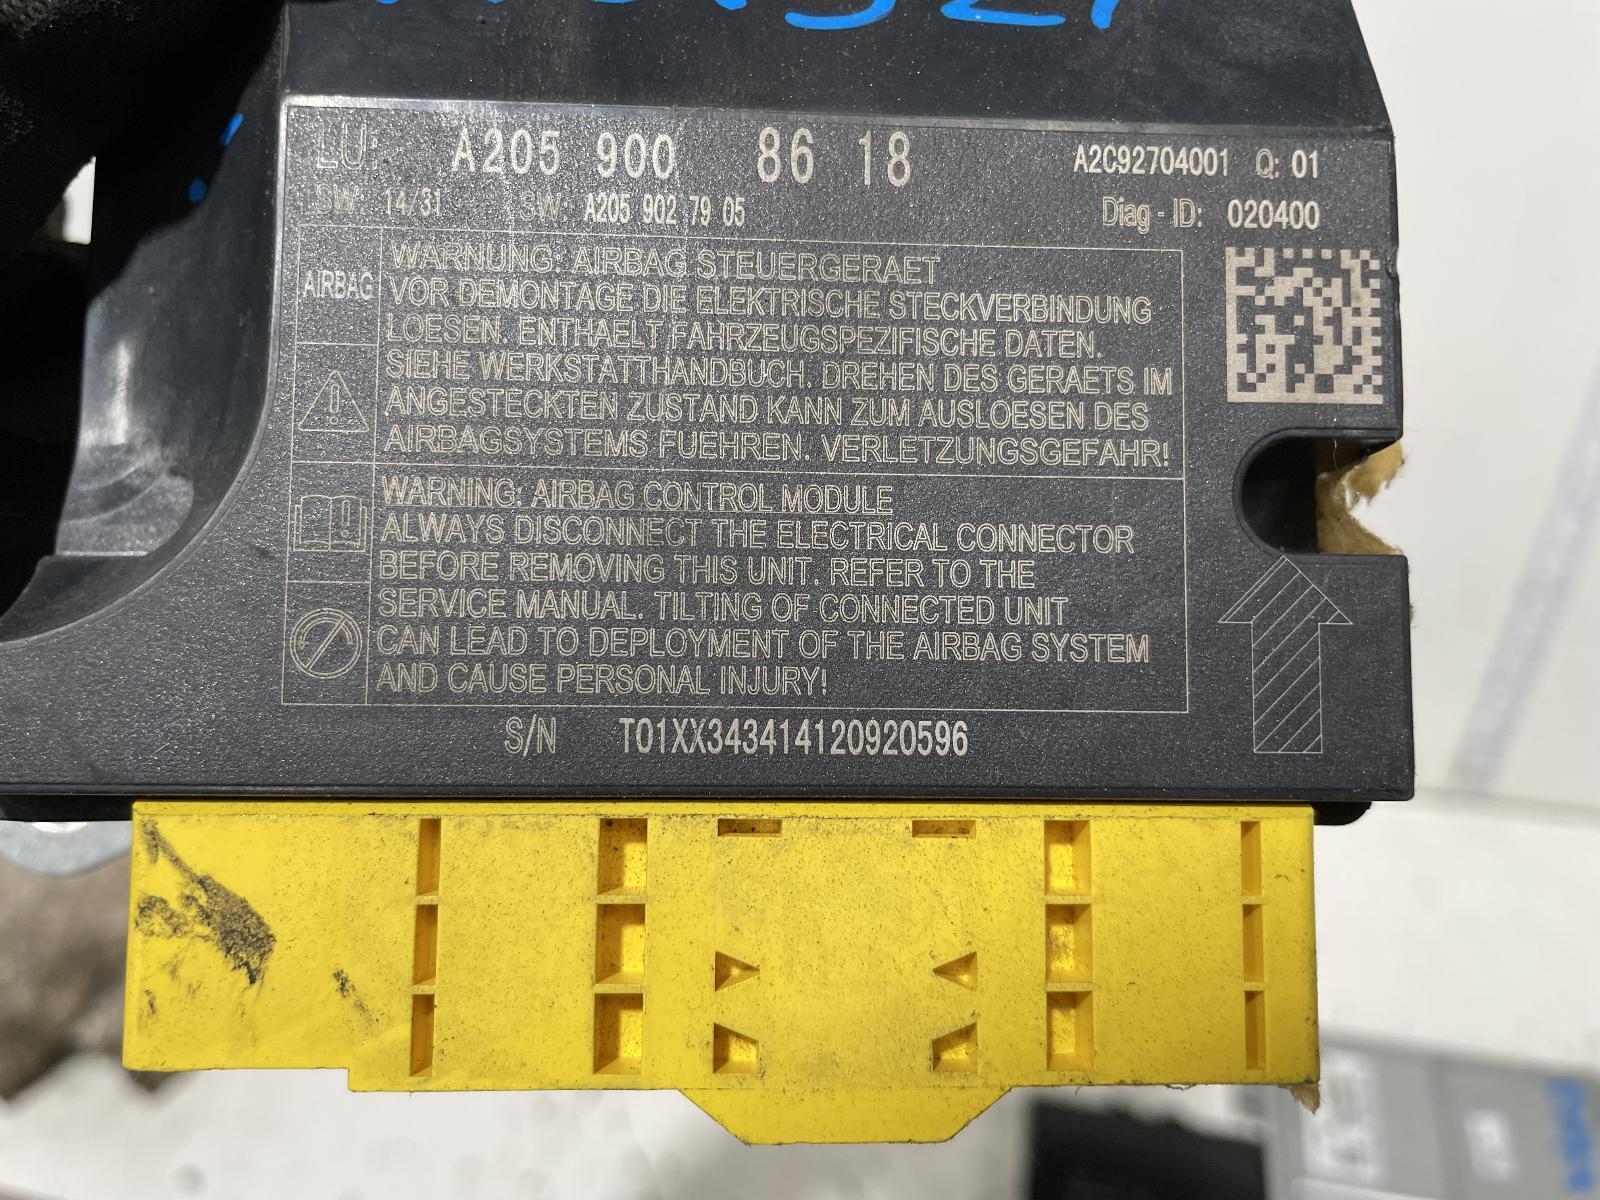 LU: A205 900 86 18 A2C92704001 Q: 01
SW: 14/31 SW: A205 902 79 05 Diag - ID: 020400
AIRBAG
WARNUNG: AIRBAG STEUERGERAET
VOR DEMONTAGE DIE ELEKTRISCHE STECKVERBINDUNG
LOESEN. ENTHAELT FAHRZEUGSPEZIFISCHE DATEN.
SIEHE WERKSTATTHANDBUCH. DREHEN DES GERAETS IM
ANGESTECKTEN ZUSTAND KANN ZUM AUSLOESEN DES
AIRBAGSYSTEMS FUEHREN. VERLETZUNGSGEFAHR!
WARNING: AIRBAG CONTROL MODULE
ALWAYS DISCONNECT THE ELECTRICAL CONNECTOR
BEFORE REMOVING THIS UNIT. REFER TO THE
SERVICE MANUAL. TILTING OF CONNECTED UNIT
CAN LEAD TO DEPLOYMENT OF THE AIRBAG SYSTEM
AND CAUSE PERSONAL INJURY!
S/N T01XX343414120920596